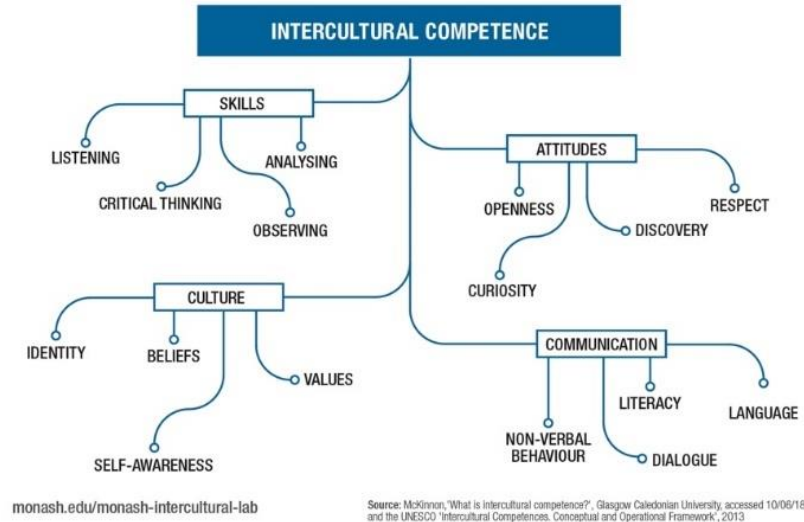 INTERCULTURAL COMPETENCE
SKILLS
LISTENING
CRITICAL THINKING
OBSERVING
ANALYSING
ATTITUDES
OPENNESS
CURIOSITY
DISCOVERY
RESPECT
CULTURE
IDENTITY
BELIEFS
SELF-AWARENESS
VALUES
COMMUNICATION
NON-VERBAL
BEHAVIOUR
DIALOGUE
LITERACY
LANGUAGE
monash.edu/monash-intercultural-lab
Source: McKinnon, 'What is intercultural competence?', Glasgow Caledonian University, accessed 10/06/18
and the UNESCO 'Intercultural Competences. Conceptual and Operational Framework', 2013